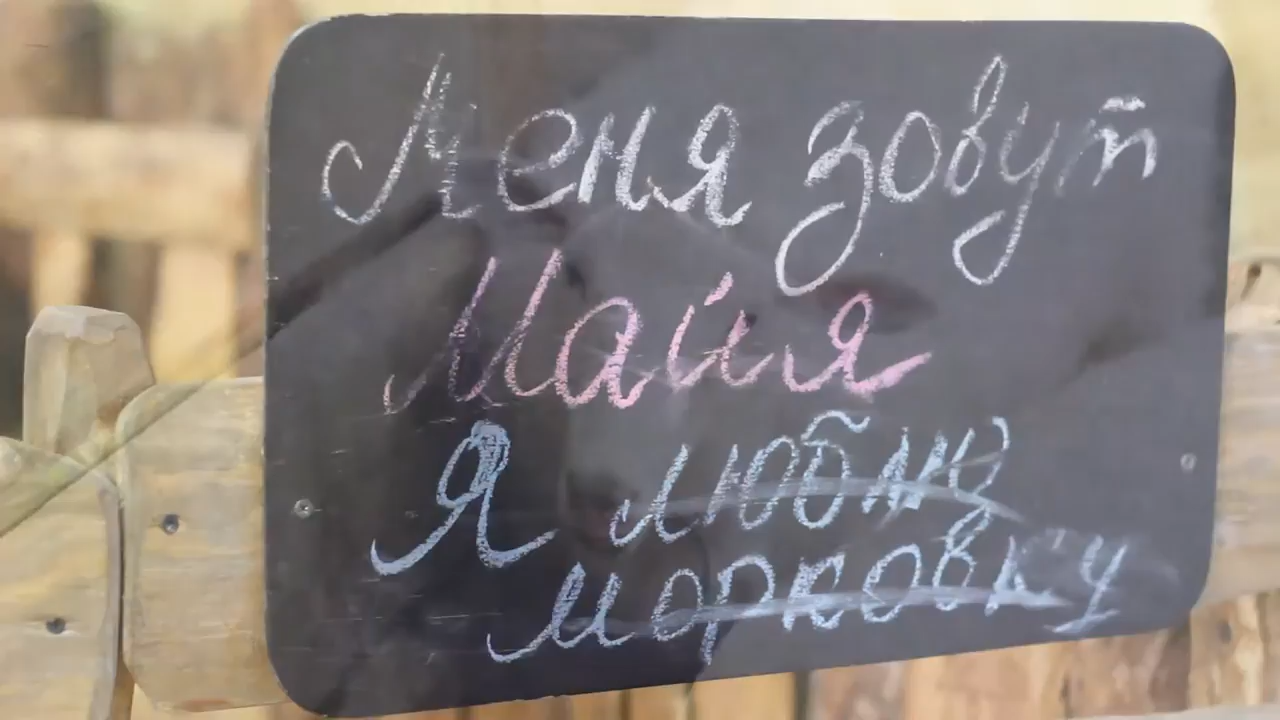 Меня зовут
Майя
Я люблю
морковку